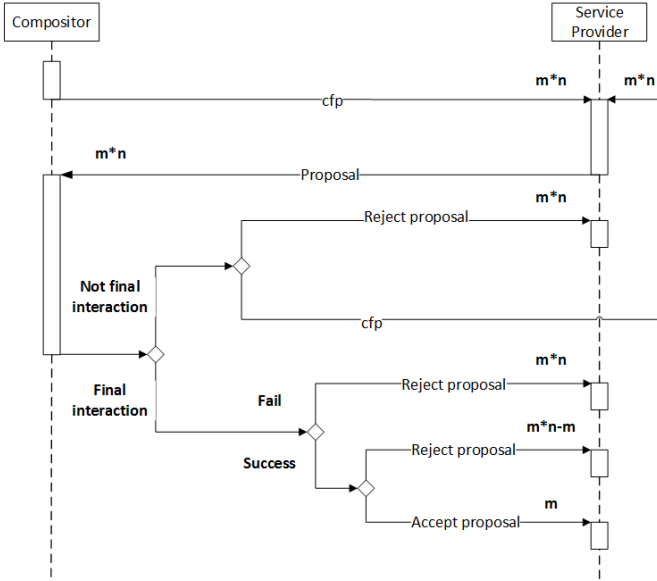 Compositor
Service
Provider
m*n
m*n
cfp
m*n
Proposal
m*n
Reject proposal
Not final
interaction
cfp
m*n
Final
interaction
Fail
Reject proposal
m*n-m
Success
Reject proposal
m
Accept proposal